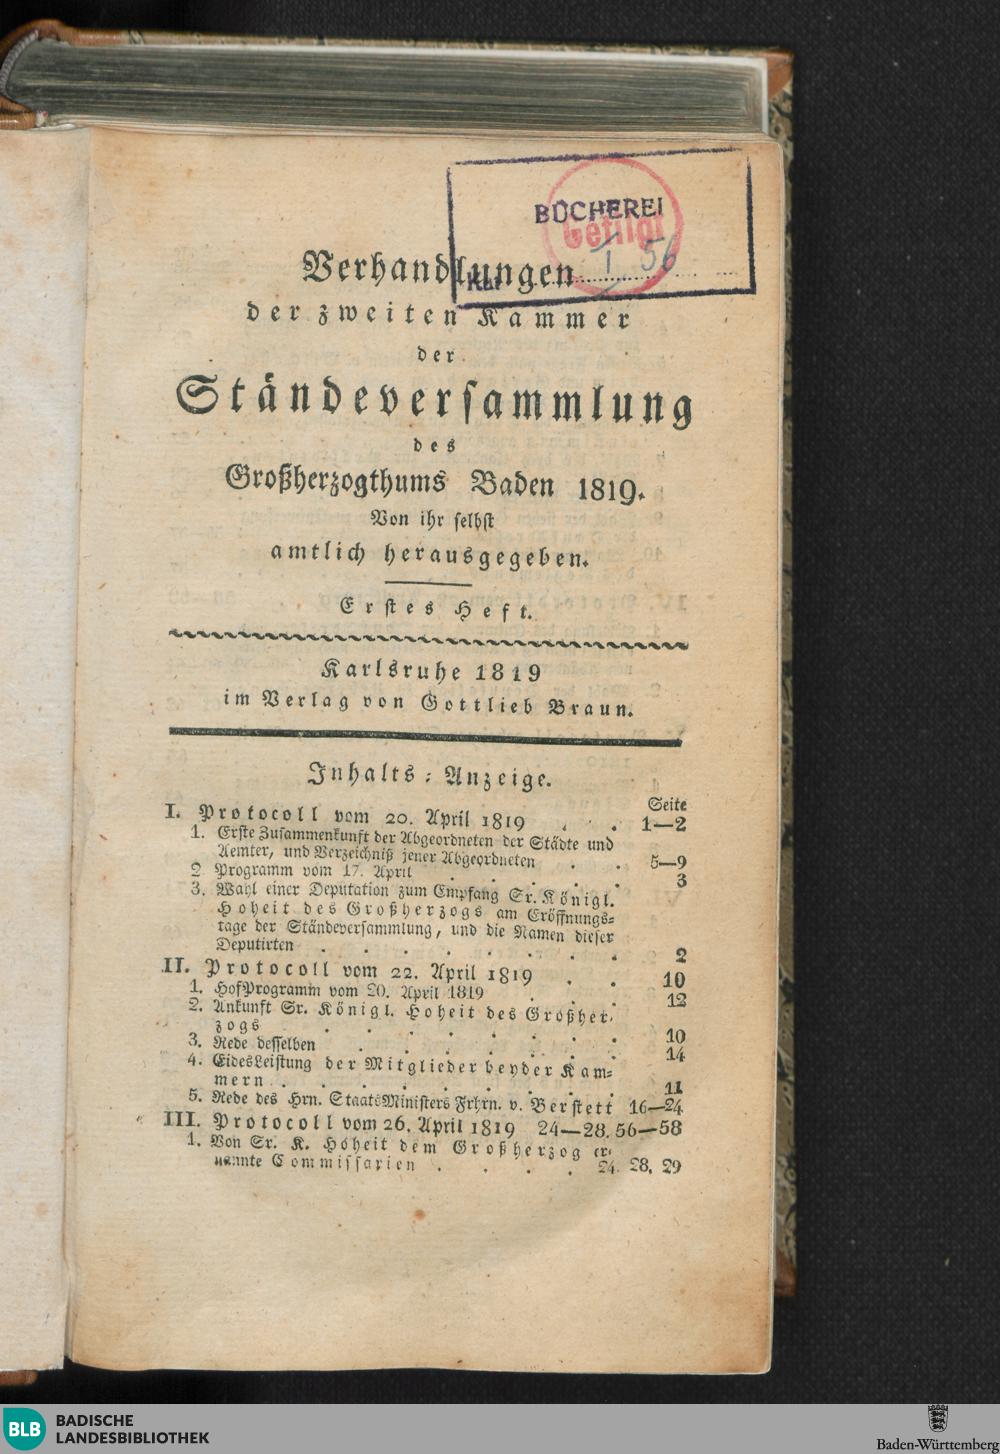 BÜCHEREI
Getilgt
1 56
Verhandlungen
der zweiten Kammer
der
Ständeversammlung
des
Großherzogthums Baden 1819.
Von ihr selbst
amtlich herausgegeben.
Erstes Heft.
Karlsruhe 1819
im Verlag von Gottlieb Braun.
Inhalts-Anzeige.
Seite
I. Protocoll vom 20. April 1819 . . 1—2
1. Erste Zusammenkunft der Abgeordneten der Städte und
Aemter, und Verzeichniß jener Abgeordneten . . 5—9
2 Programm vom 17. April . . . . . 3
3. Wahl einer Deputation zum Empfang Sr. Königl.
Hoheit des Großherzogs am Eröffnungs-
tage der Ständeversammlung, und die Namen dieser
Deputirten . . . . . . . 2
II. Protocoll vom 22. April 1819 . . 10
1. HofProgramm vom 20. April 1819 . . . 12
2. Ankunft Sr. Königl. Hoheit des Großher-
zogs . . . . . . . 10
3. Rede desselben . . . . . . 14
4. EidesLeistung der Mitglieder beyder Kam-
mern . . . . . . . 11
5. Rede des Hrn. StaatsMinisters Frhrn. v. Berstett 16—24
III. Protocoll vom 26. April 1819 24—28. 56—58
1. Von Sr. K. Hoheit dem Großherzog er-
nannte Commissarien . . . . 24. 28. 29
BLB BADISCHE
LANDESBIBLIOTHEK
Baden-Württemberg